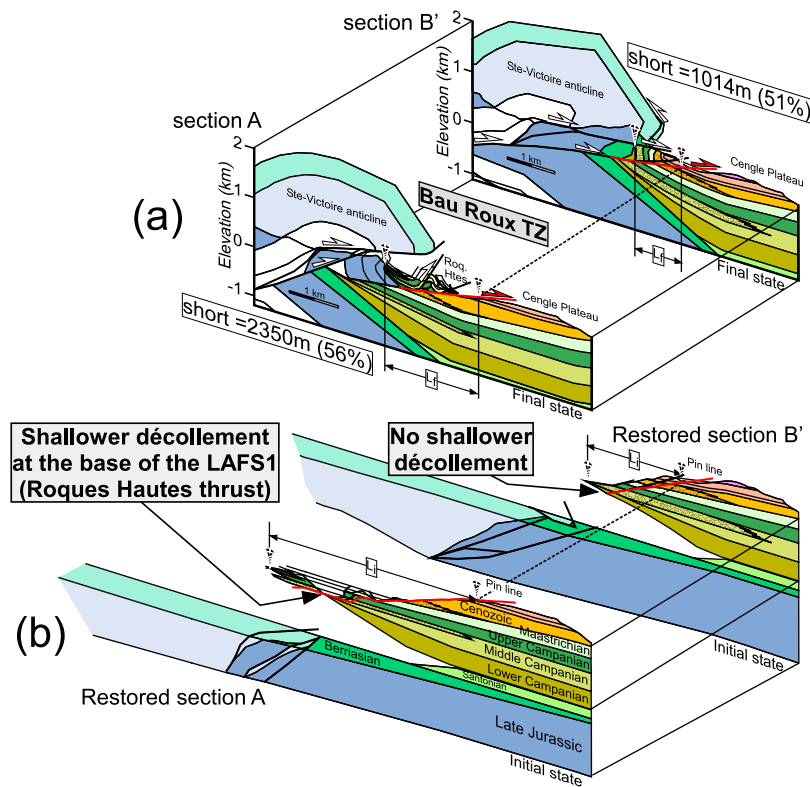 section B'
2
1
0
-1
Elevation (km)
Ste-Victoire anticline
short =1014m (51%)
1 km
Cengle Plateau
Lf
Final state
section A
2
1
0
-1
Elevation (km)
Ste-Victoire anticline
(a)
Bau Roux TZ
Roq.
Htes
1 km
Cengle Plateau
short =2350m (56%)
Lf
Final state
Shallower décollement
at the base of the LAFS1
(Roques Hautes thrust)
No shallower
décollement
Restored section B'
Li
Pin line
Initial state
Li
Pin line
(b)
Cenozoic
Maastrichian
Upper Campanian
Middle Campanian
Lower Campanian
Santonian
Berriasian
Late Jurassic
Restored section A
Initial state